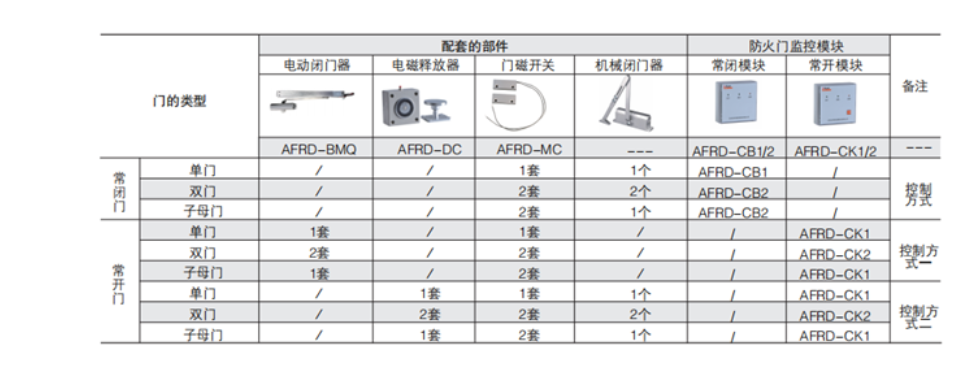 门的类型 配套的部件 防火门监控模块 备注
电动闭门器 电磁释放器 门磁开关 机械闭门器 常闭模块 常开模块
AFRD-BMQ AFRD-DC AFRD-MC --- AFRD-CB1/2 AFRD-CK1/2 ---
常闭门 单门 / / 1套 1个 AFRD-CB1 / 控制方式
双门 / / 2套 2个 AFRD-CB2 /
子母门 / / 2套 1个 AFRD-CB2 /
常开门 单门 1套 / 1套 / / AFRD-CK1 控制方式一
双门 2套 / 2套 / / AFRD-CK2
子母门 1套 / 2套 / / AFRD-CK1
单门 / 1套 1套 1个 / AFRD-CK1 控制方式二
双门 / 2套 2套 2个 / AFRD-CK2
子母门 / 1套 2套 1个 / AFRD-CK1